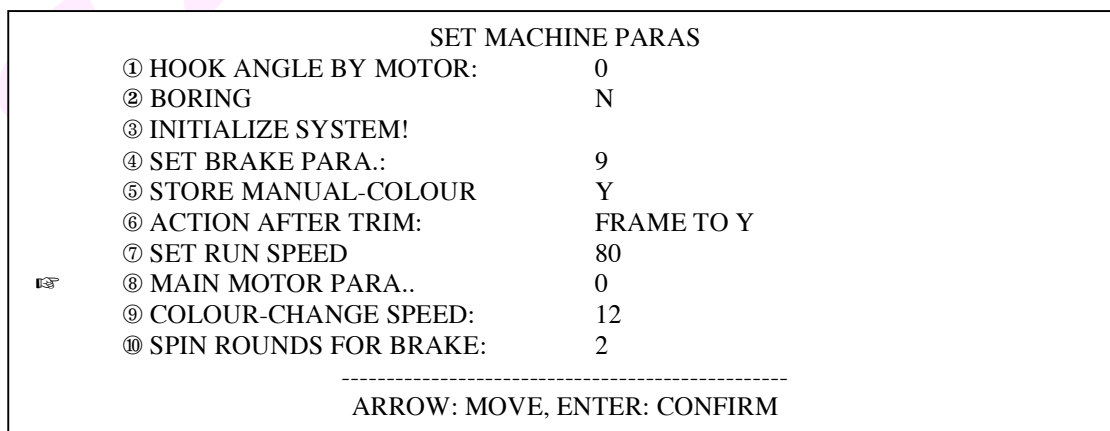 SET MACHINE PARAS
① HOOK ANGLE BY MOTOR: 0
② BORING N
③ INITIALIZE SYSTEM!
④ SET BRAKE PARA.: 9
⑤ STORE MANUAL-COLOUR Y
⑥ ACTION AFTER TRIM: FRAME TO Y
⑦ SET RUN SPEED 80
☞ ⑧ MAIN MOTOR PARA.. 0
⑨ COLOUR-CHANGE SPEED: 12
⑩ SPIN ROUNDS FOR BRAKE: 2
-------------------------------------------------
ARROW: MOVE, ENTER: CONFIRM